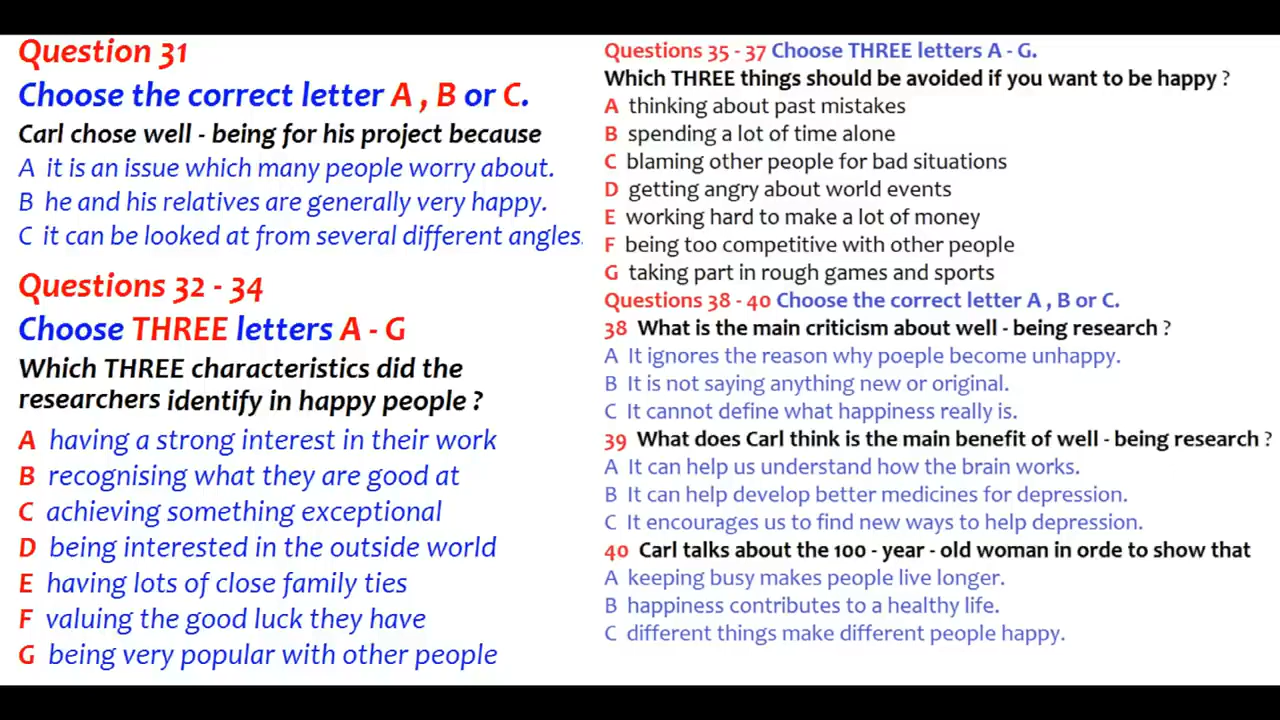 Question 31
Choose the correct letter A , B or C.
Carl chose well - being for his project because
A it is an issue which many people worry about.
B he and his relatives are generally very happy.
C it can be looked at from several different angles.
Questions 32 - 34
Choose THREE letters A - G
Which THREE characteristics did the
researchers identify in happy people ?
A having a strong interest in their work
B recognising what they are good at
C achieving something exceptional
D being interested in the outside world
E having lots of close family ties
F valuing the good luck they have
G being very popular with other people
Questions 35 - 37 Choose THREE letters A - G.
Which THREE things should be avoided if you want to be happy ?
A thinking about past mistakes
B spending a lot of time alone
C blaming other people for bad situations
D getting angry about world events
E working hard to make a lot of money
F being too competitive with other people
G taking part in rough games and sports
Questions 38 - 40 Choose the correct letter A , B or C.
38 What is the main criticism about well - being research ?
A It ignores the reason why poeple become unhappy.
B It is not saying anything new or original.
C It cannot define what happiness really is.
39 What does Carl think is the main benefit of well - being research ?
A It can help us understand how the brain works.
B It can help develop better medicines for depression.
C It encourages us to find new ways to help depression.
40 Carl talks about the 100 - year - old woman in orde to show that
A keeping busy makes people live longer.
B happiness contributes to a healthy life.
C different things make different people happy.